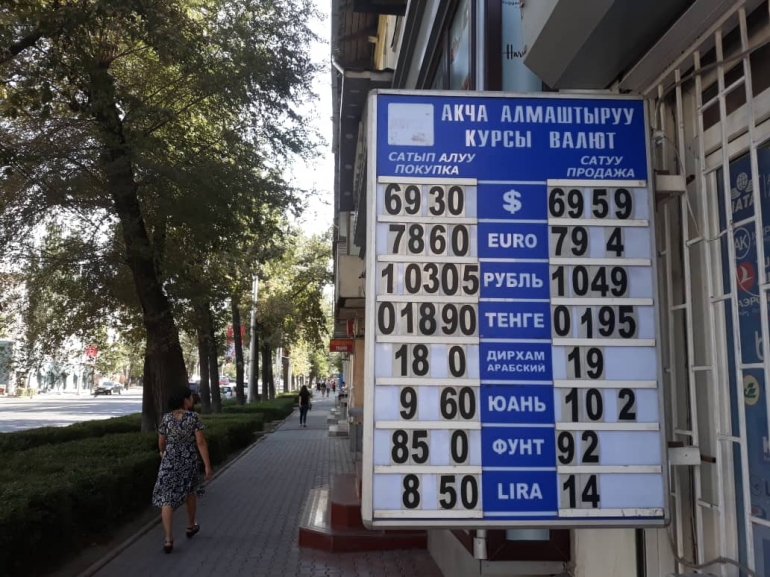 Hard
АКЧА АЛМАШТЫРУУ
КУРСЫ ВАЛЮТ
САТЫП АЛУУ САТУУ
ПОКУПКА ПРОДАЖА
69 30 $ 69 59
78 60 EURO 79 4
1 0305 РУБЛЬ 1 049
01890 ТЕНГЕ 0 195
18 0 ДИРХАМ АРАБСКИЙ 19
9 60 ЮАНЬ 10 2
85 0 ФУНТ 92
8 50 LIRA 14